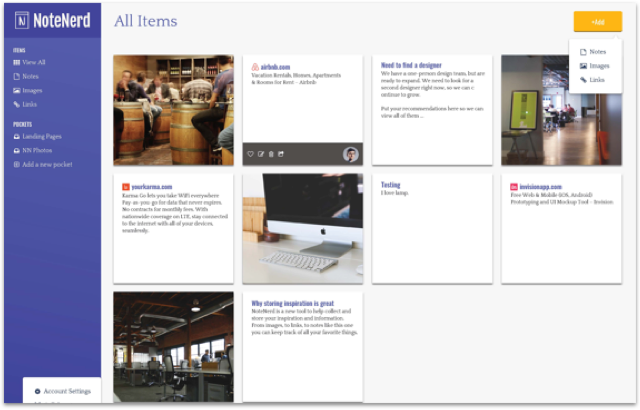 NoteNerd
ITEMS
View All
Notes
Images
Links
POCKETS
Landing Pages
NN Photos
Add a new pocket
Account Settings
All Items
+Add
Notes
Images
Links
airbnb.com
Vacation Rentals, Homes, Apartments
& Rooms for Rent - Airbnb
Need to find a designer
We have a one-person design team, but are
ready to expand. We need to look for a
second designer right now, so we can c
ontinue to grow.
Put your recommendations here so we can
view all of them ...
yourkarma.com
Karma Go lets you take WiFi everywhere
Pay-as-you-go for data that never expires.
No contracts for monthly fees. With
nationwide coverage on LTE, stay connected
to the internet with all of your devices,
seamlessly.
Testing
I love lamp.
invisionapp.com
Free Web & Mobile (iOS, Android)
Prototyping and UI Mockup Tool - Invision
Why storing inspiration is great
NoteNerd is a new tool to help collect and
store your inspiration and information.
From images, to links, to notes like this one
you can keep track of all your favorite things.